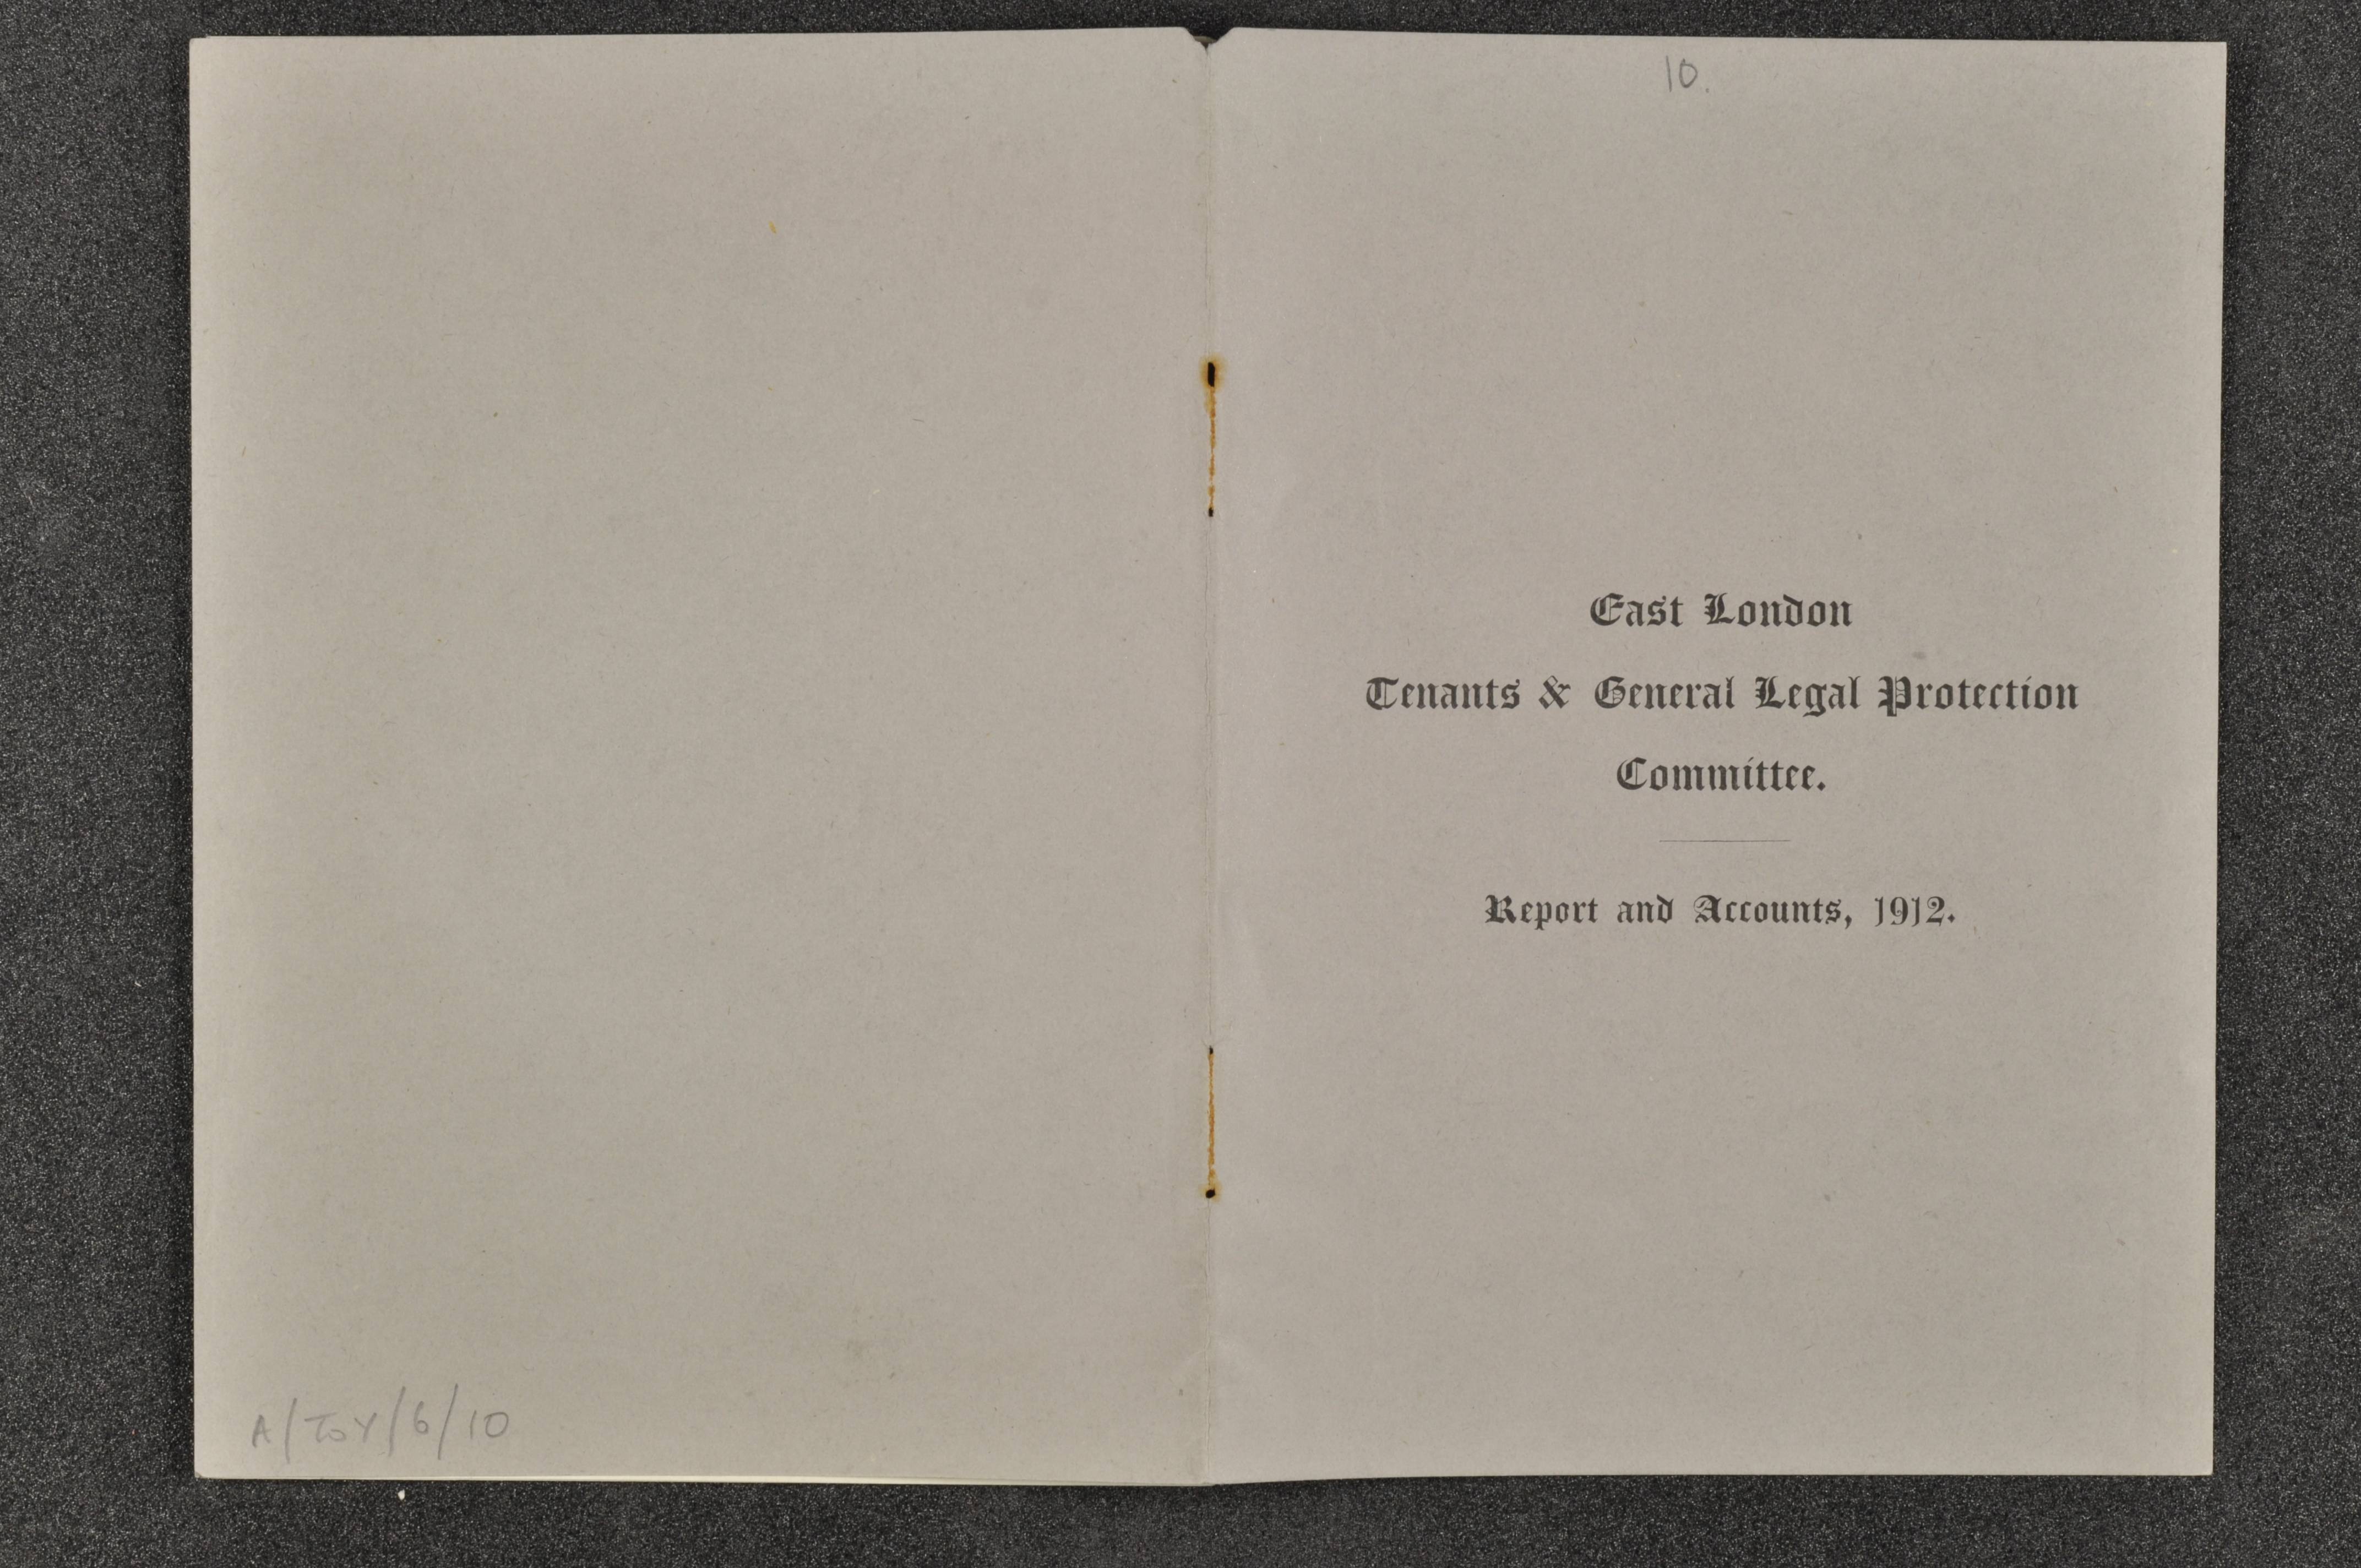 10.
East London
Tenants & General Legal Protection
Committee.
Report and Accounts, 1912.
A/TOY/6/10